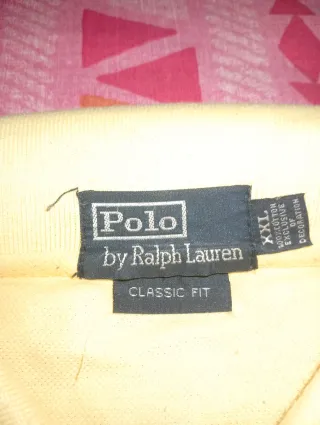 Polo
by Ralph Lauren
CLASSIC FIT
XXL
100% COTTON
EXCLUSIVE
OF
DECORATION